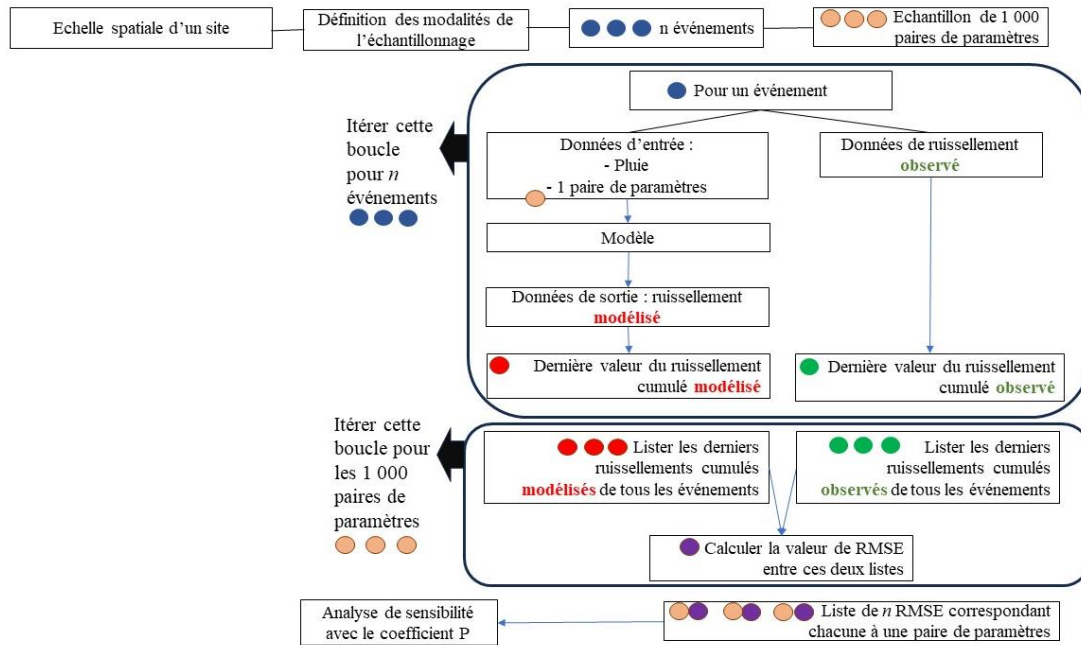 Echelle spatiale d'un site
Définition des modalités de
l'échantillonnage
n événements
Echantillon de 1 000
paires de paramètres
Pour un événement
Itérer cette
boucle
pour n
événements
Données d'entrée :
- Pluie
- 1 paire de paramètres
Données de ruissellement
observé
Modèle
Données de sortie : ruissellement
modélisé
Dernière valeur du ruissellement
cumulé modélisé
Dernière valeur du ruissellement
cumulé observé
Itérer cette
boucle pour
les 1 000
paires de
paramètres
Lister les derniers
ruissellements cumulés
modélisés de tous les événements
Lister les derniers
ruissellements cumulés
observés de tous les événements
Calculer la valeur de RMSE
entre ces deux listes
Analyse de sensibilité
avec le coefficient P
Liste de n RMSE correspondant
chacune à une paire de paramètres